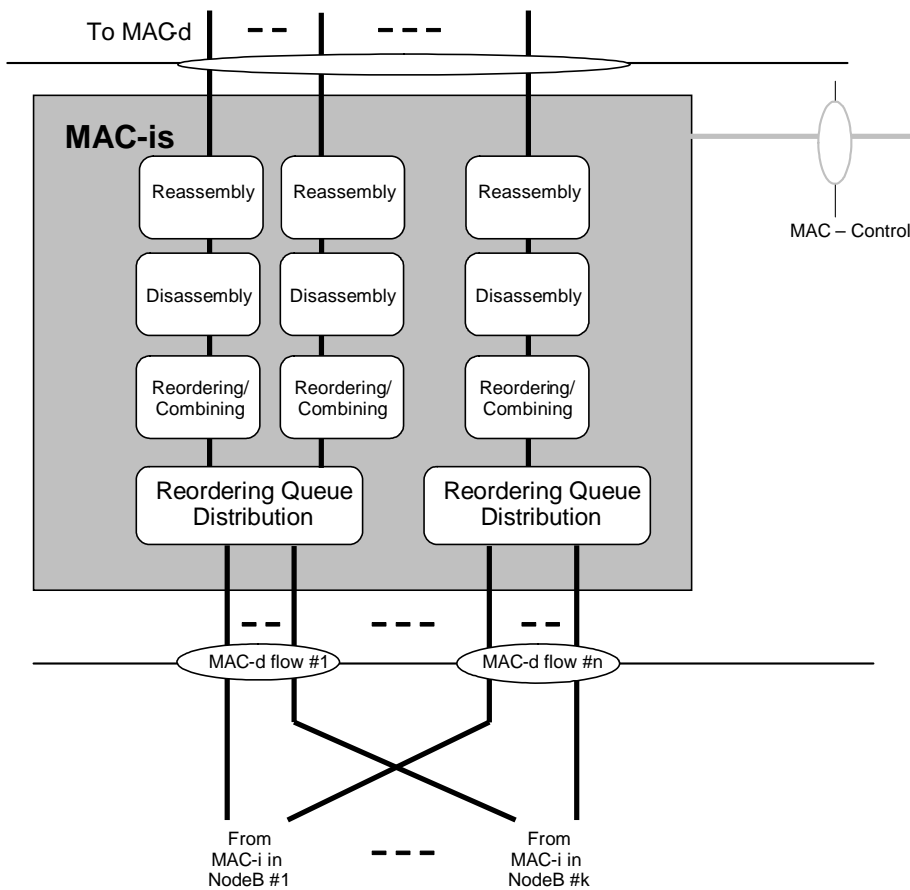 To MAC-d
MAC-is
Reassembly
Reassembly
Reassembly
MAC – Control
Disassembly
Disassembly
Disassembly
Reordering/
Combining
Reordering/
Combining
Reordering/
Combining
Reordering Queue
Distribution
Reordering Queue
Distribution
MAC-d flow #1
MAC-d flow #n
From
MAC-i in
NodeB #1
From
MAC-i in
NodeB #k